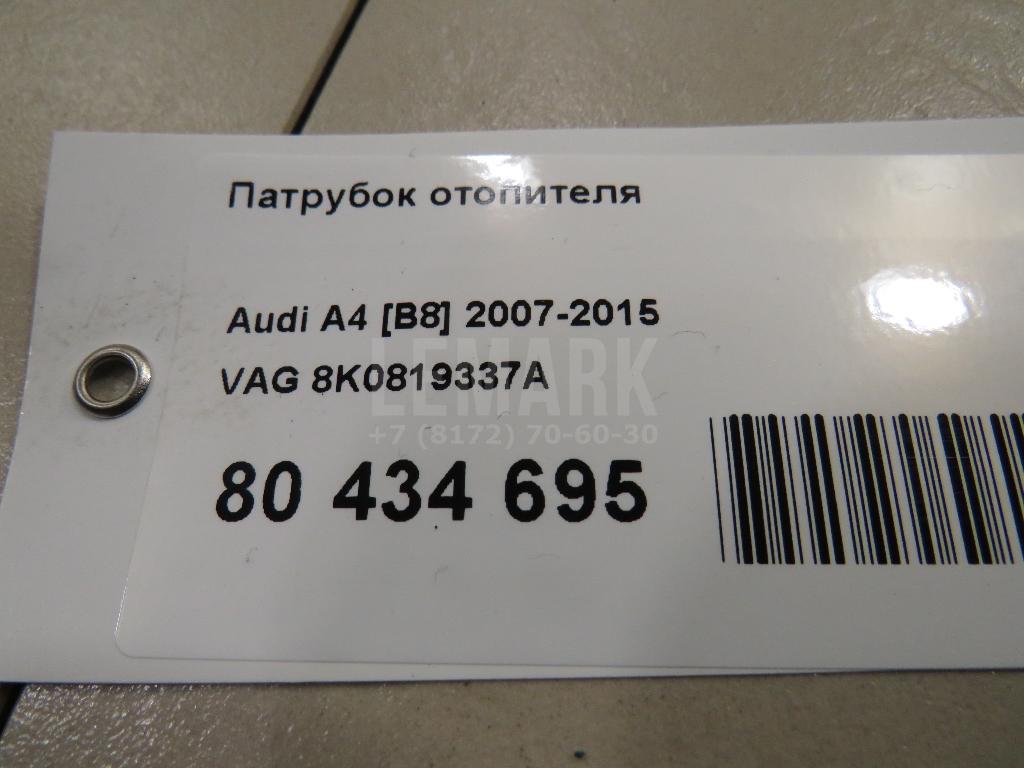 Патрубок отопителя
Audi A4 [B8] 2007-2015
VAG 8K0819337A
LEMARK
+7 (8172) 70-60-30
80 434 695